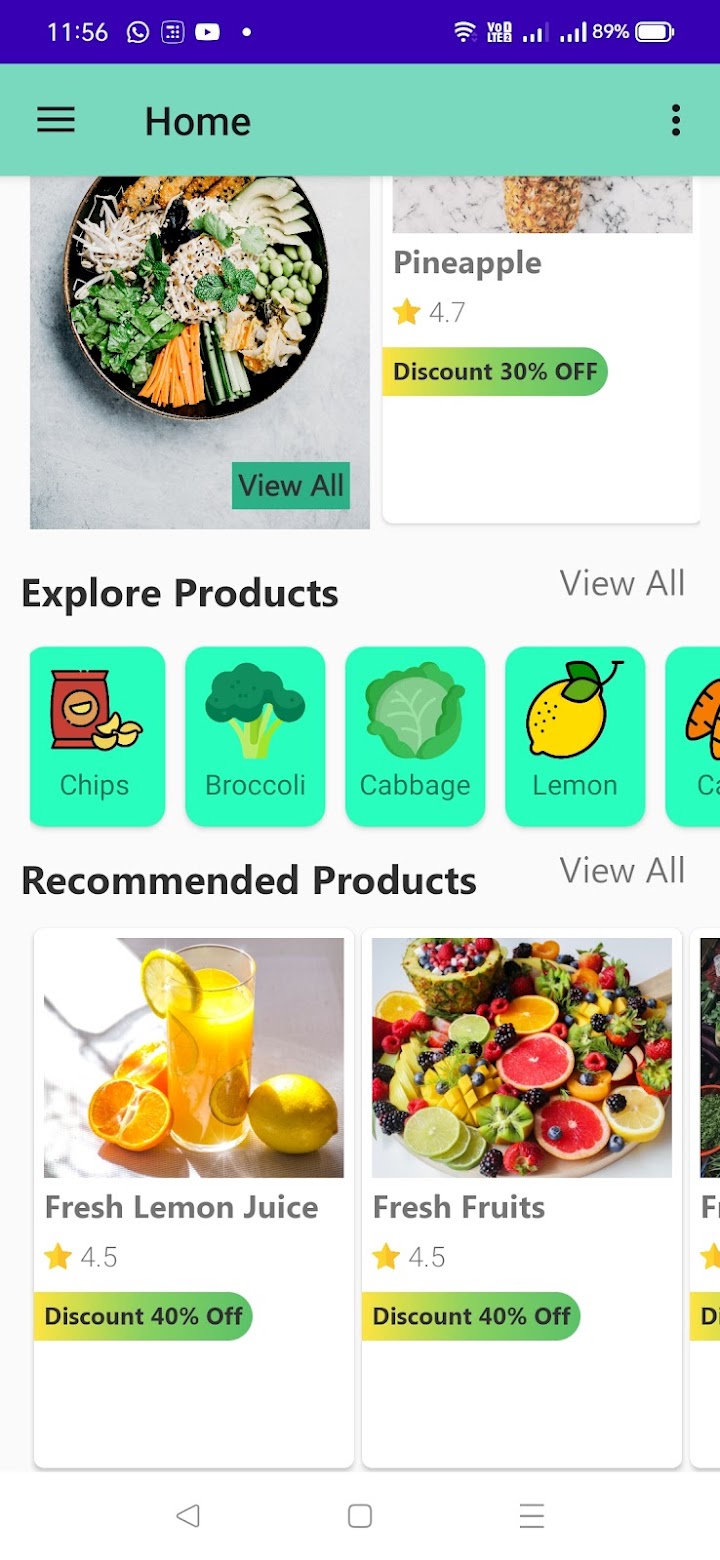 11:56
VoD LTE2
89%
Home
Pineapple
4.7
Discount 30% OFF
View All
Explore Products
View All
Chips
Broccoli
Cabbage
Lemon
Ca
Recommended Products
View All
Fresh Lemon Juice
Fresh Fruits
4.5
4.5
Discount 40% Off
Discount 40% Off